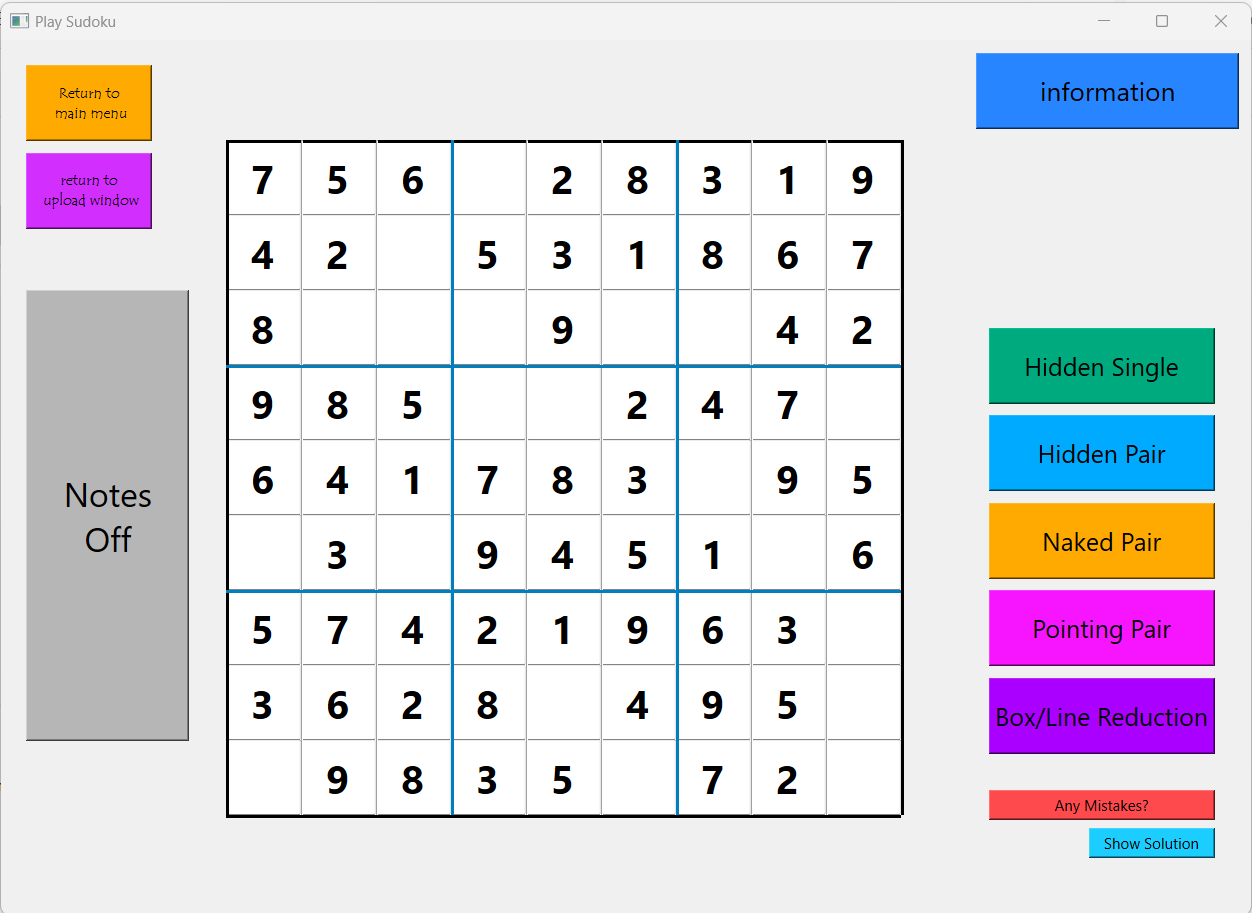 Play Sudoku
Return to
main menu
information
return to
upload window
7 5 6 2 8 3 1 9
4 2 5 3 1 8 6 7
8 9 4 2
9 8 5 2 4 7
6 4 1 7 8 3 9 5
3 9 4 5 1 6
5 7 4 2 1 9 6 3
3 6 2 8 4 9 5
9 8 3 5 7 2
Notes
Off
Hidden Single
Hidden Pair
Naked Pair
Pointing Pair
Box/Line Reduction
Any Mistakes?
Show Solution